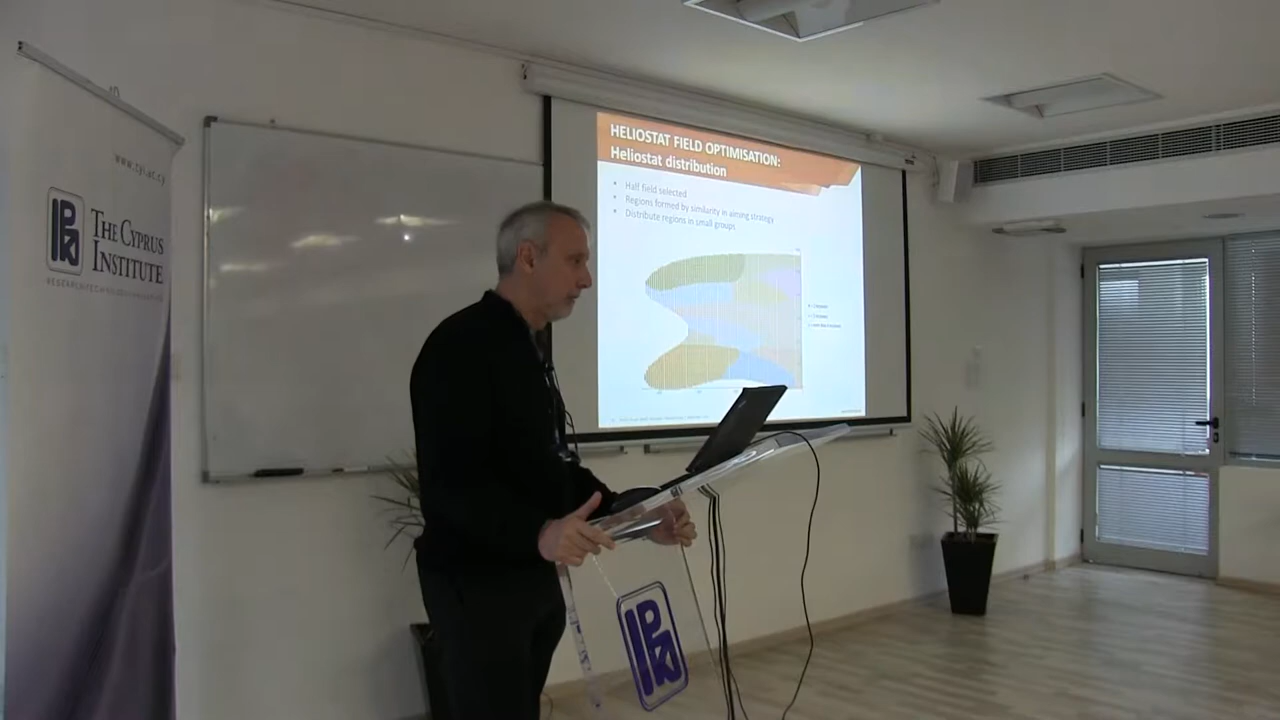 www.cyi.ac.cy
THE CYPRUS
INSTITUTE
HELIOSTAT FIELD OPTIMISATION:
Heliostat distribution
Half field selected
Regions formed by similarity in aiming strategy
Distribute regions in small groups